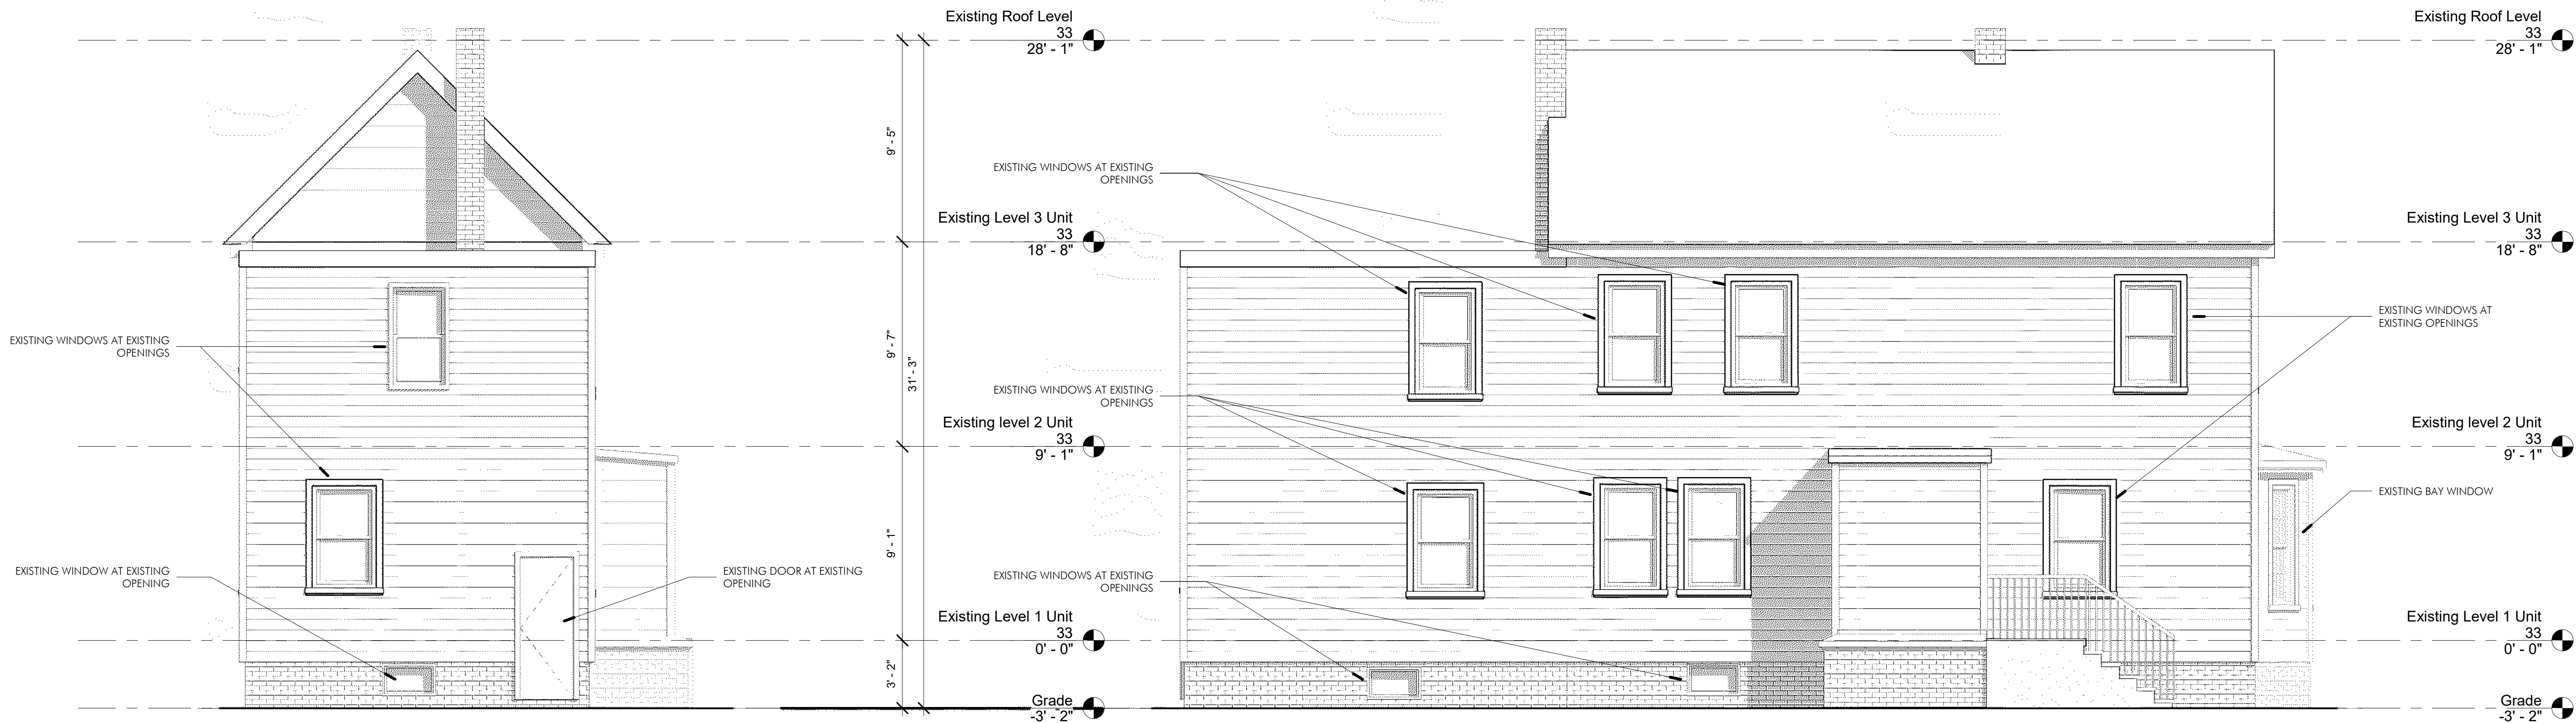 Existing Roof Level
33
28' - 1"
Existing Roof Level
33
28' - 1"
9' - 5"
EXISTING WINDOWS AT EXISTING
OPENINGS
Existing Level 3 Unit
33
18' - 8"
Existing Level 3 Unit
33
18' - 8"
EXISTING WINDOWS AT EXISTING
OPENINGS
9' - 7"
31' - 3"
EXISTING WINDOWS AT
EXISTING OPENINGS
EXISTING WINDOWS AT EXISTING
OPENINGS
Existing level 2 Unit
33
9' - 1"
Existing level 2 Unit
33
9' - 1"
EXISTING BAY WINDOW
9' - 1"
EXISTING WINDOW AT EXISTING
OPENING
EXISTING DOOR AT EXISTING
OPENING
EXISTING WINDOWS AT EXISTING
OPENINGS
Existing Level 1 Unit
33
0' - 0"
Existing Level 1 Unit
33
0' - 0"
3' - 2"
Grade
-3' - 2"
Grade
-3' - 2"